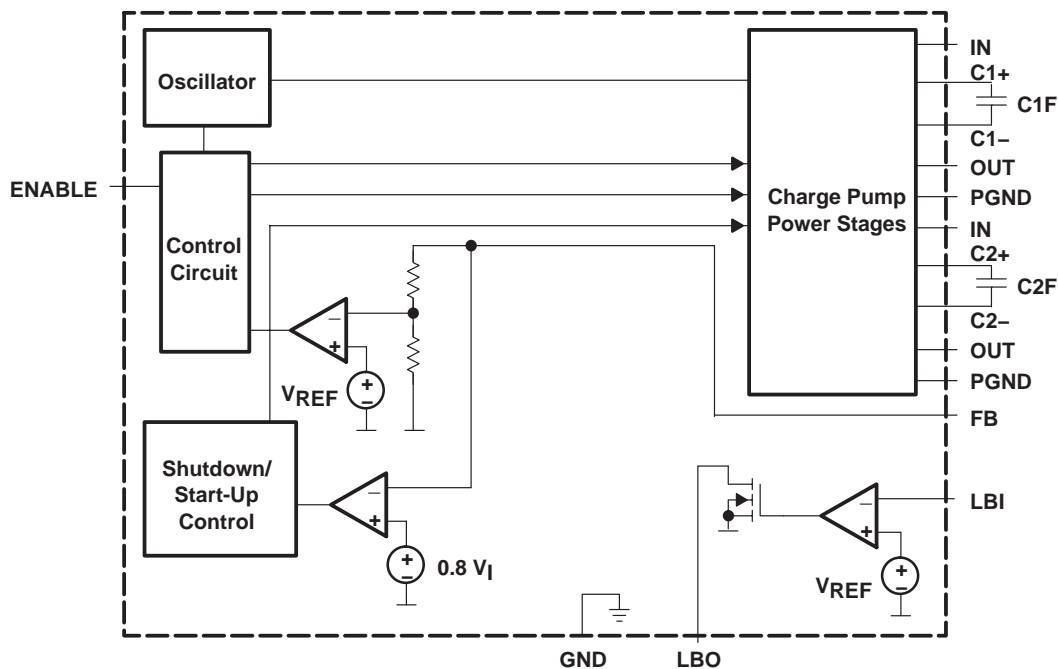 Oscillator
ENABLE
Control
Circuit
Charge Pump
Power Stages
IN
C1+
C1F
C1–
OUT
PGND
IN
C2+
C2F
C2–
OUT
PGND
FB
–
+
+
–
VREF
Shutdown/
Start-Up
Control
–
+
+
–
0.8 VI
LBI
–
+
+
–
VREF
GND
LBO